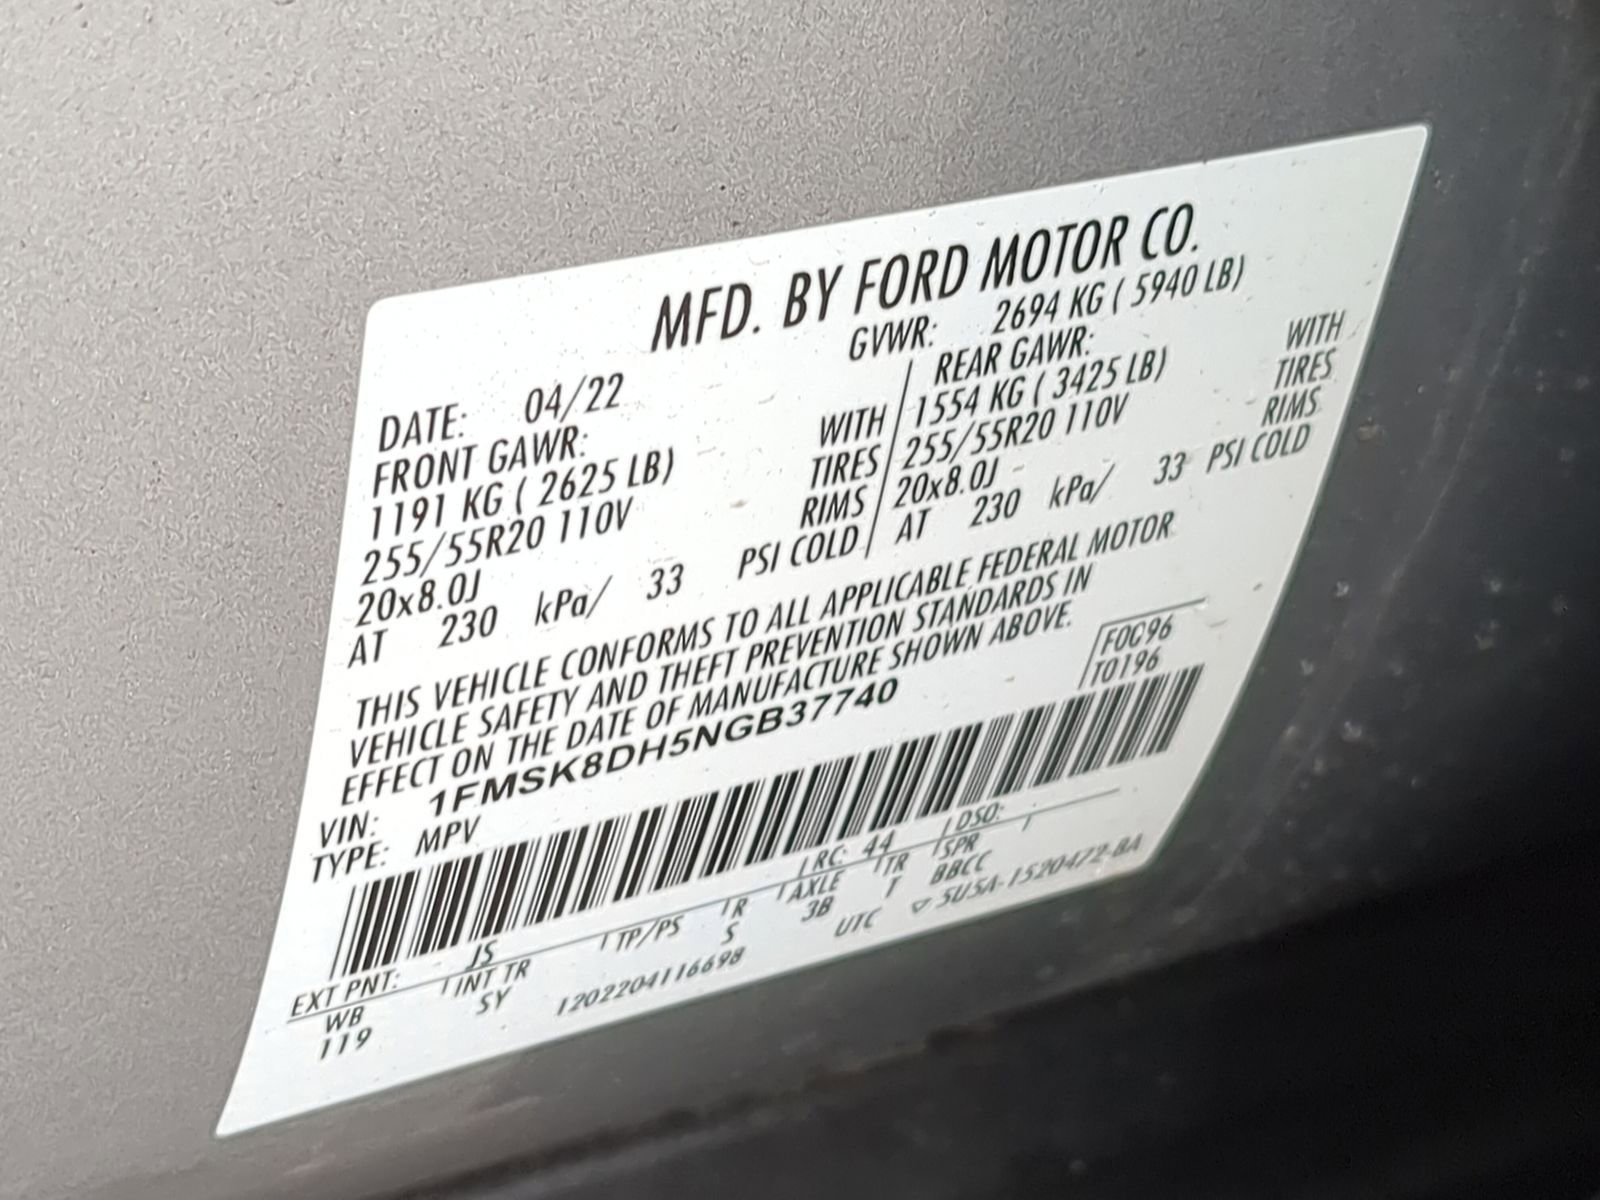 MFD. BY FORD MOTOR CO.
DATE: 04/22 GVWR: 2694 KG ( 5940 LB)
FRONT GAWR: REAR GAWR:
1191 KG ( 2625 LB) WITH 1554 KG ( 3425 LB) WITH
255/55R20 110V TIRES 255/55R20 110V TIRES
20x8.0J RIMS 20x8.0J RIMS
AT 230 kPa/ 33 PSI COLD AT 230 kPa/ 33 PSI COLD
THIS VEHICLE CONFORMS TO ALL APPLICABLE FEDERAL MOTOR
VEHICLE SAFETY AND THEFT PREVENTION STANDARDS IN
EFFECT ON THE DATE OF MANUFACTURE SHOWN ABOVE.
VIN: 1FMSK8DH5NGB37740 F0C96
TYPE: MPV T0196
EXT PNT: JS RC: 44 DSO:
WB INT TR TP/PS R AXLE TR SPR
119 SY S 3B T BBCC
1202204116698 UTC ▽ 5U5A-1520472-BA